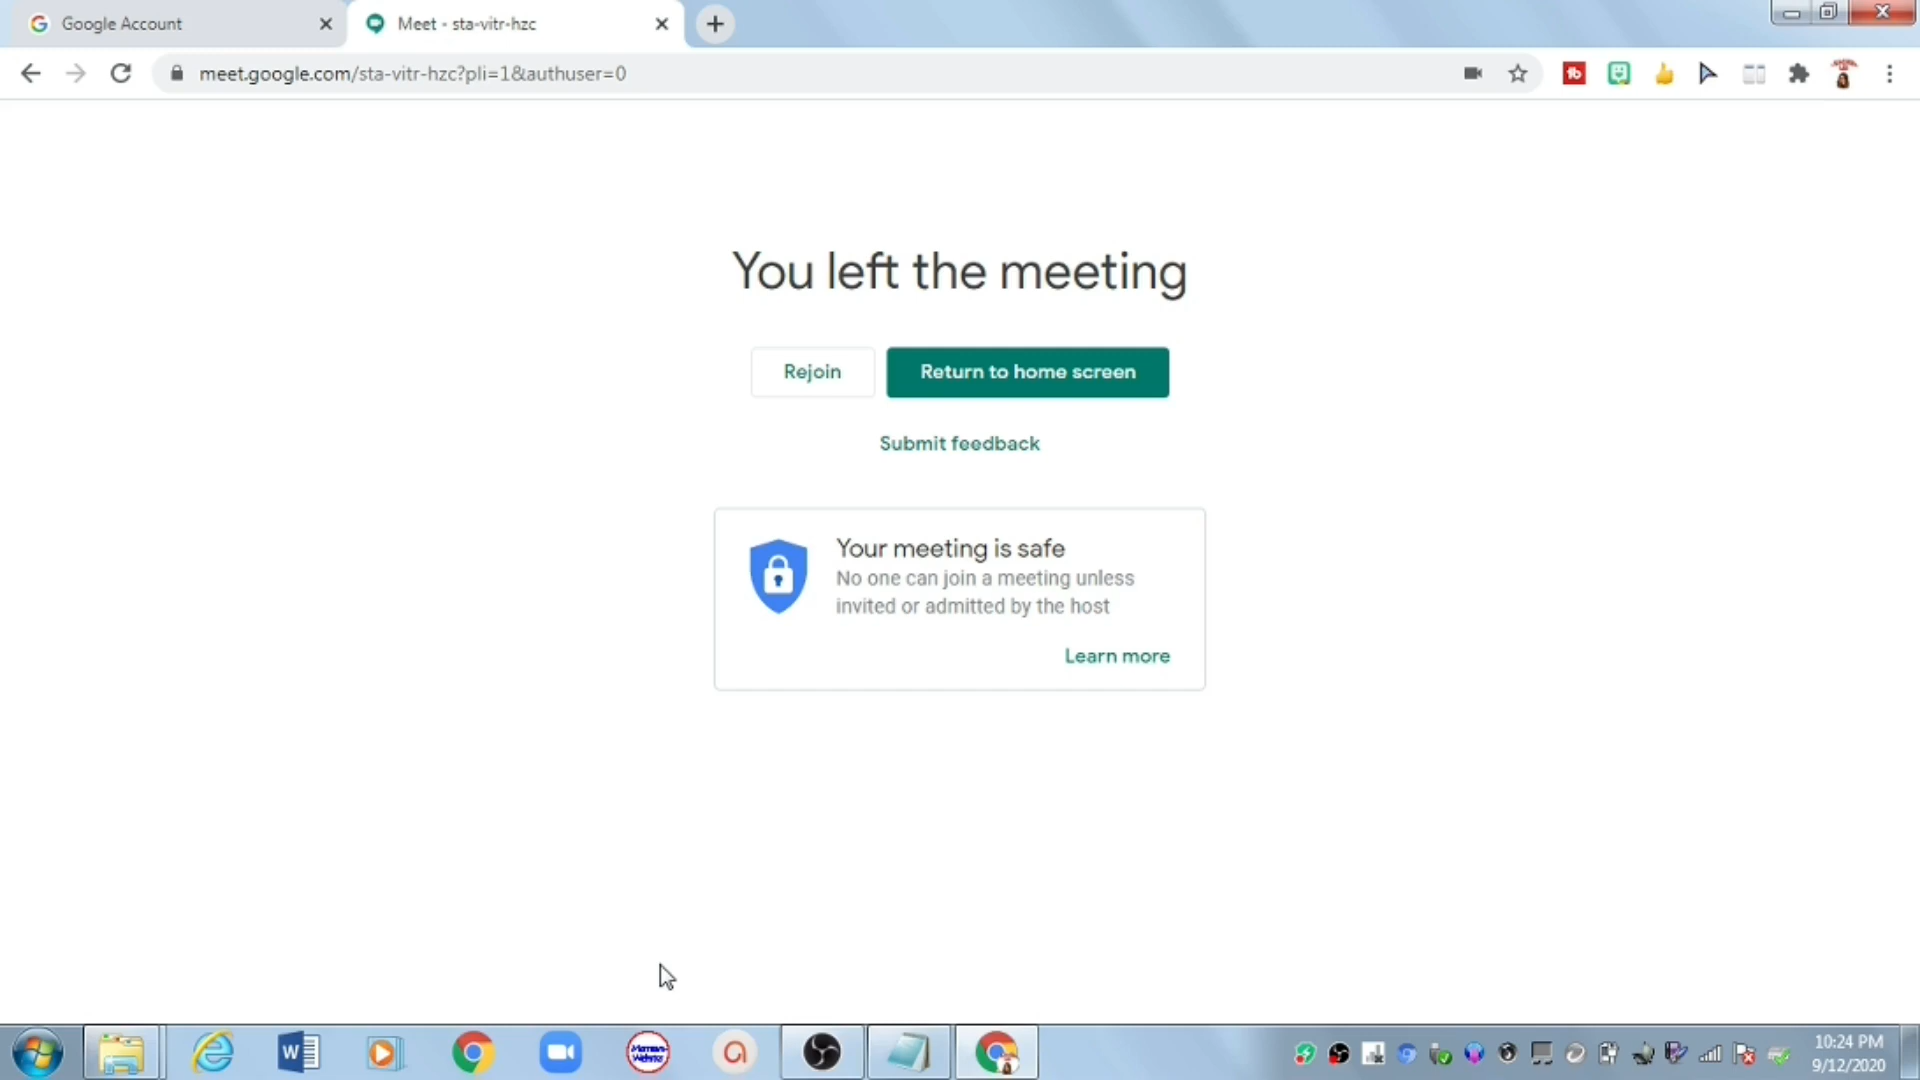 Google Account
Meet - sta-vitr-hzc
meet.google.com/sta-vitr-hzc?pli=1&authuser=0
You left the meeting
Rejoin
Return to home screen
Submit feedback
Your meeting is safe
No one can join a meeting unless
invited or admitted by the host
Learn more
10:24 PM
9/12/2020